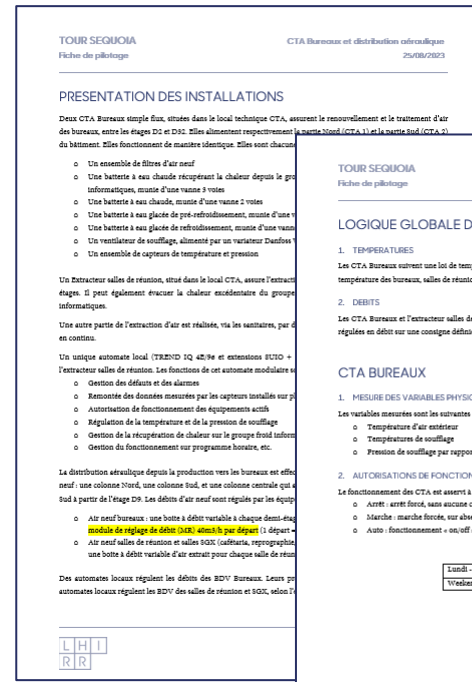 TOUR SEQUOIA
CTA Bureaux et distribution aéraulique
Fiche de pilotage
25/08/2023
PRESENTATION DES INSTALLATIONS
Deux CTA Bureaux simple flux, situées dans le local technique CTA, assurent le renouvellement et le traitement d'air
des bureaux, entre les étages D2 et D32. Elles alimentent respectivement la partie Nord (CTA 1) et la partie Sud (CTA 2)
du bâtiment. Elles fonctionnent de manière identique. Elles sont chacune
o Un ensemble de filtres d'air neuf
o Une batterie à eau chaude récupérant la chaleur depuis le gro
informatiques, munie d'une vanne 3 voies
o Une batterie à eau chaude, munie d'une vanne 2 voies
o Une batterie à eau glacée de pré-refroidissement, munie d'une v
o Une batterie à eau glacée de refroidissement, munie d'une vann
o Un ventilateur de soufflage, alimenté par un variateur Danfoss V
o Un ensemble de capteurs de température et pression
Un Extracteur salles de réunion, situé dans le local CTA, assure l'extracti
étages. Il peut également évacuer la chaleur excédentaire du groupe
informatiques.
Une autre partie de l'extraction d'air est réalisée, via les sanitaires, par d
en continu.
Un unique automate local (TREND IQ 4E/96 et extensions SUIO +
l'extracteur salles de réunion. Les fonctions de cet automate modulaire so
o Gestion des défauts et des alarmes
o Remontée des données mesurées par les capteurs installés sur pl
o Autorisation de fonctionnement des équipements actifs
o Régulation de la température et de la pression de soufflage
o Gestion de la récupération de chaleur sur le groupe froid inform
o Gestion du fonctionnement sur programme horaire, etc.
La distribution aéraulique depuis la production vers les bureaux est effec
neuf : une colonne Nord, une colonne Sud, et une colonne centrale qui a
Sud à partir de l'étage D9. Les débits d'air neuf sont régulés par les équip
o Air neuf bureaux : une boite à débit variable à chaque demi-étag
module de réglage de débit (MR) 40m3/h par départ (1 départ =
o Air neuf salles de réunion et salles SGX (cafétaria, reprographie,
une boite à débit variable d'air extrait pour chaque salle de réun
Des automates locaux régulent les débits des BDV Bureaux. Leurs pr
automates locaux régulent les BDV des salles de réunion et SGX, selon l'e
LHI
RR
TOUR SEQUOIA
Fiche de pilotage
LOGIQUE GLOBALE D
1. TEMPERATURES
Les CTA Bureaux suivent une loi de temp
température des bureaux, salles de réunio
2. DEBITS
Les CTA Bureaux et l'extracteur salles de
régulées en débit sur une consigne défini
CTA BUREAUX
1. MESURE DES VARIABLES PHYSIC
Les variables mesurées sont les suivantes
o Température d'air extérieur
o Températures de soufflage
o Pression de soufflage par rappor
2. AUTORISATIONS DE FONCTION
Le fonctionnement des CTA est asservi à
o Arrêt : arrêt forcé, sans aucune c
o Marche : marche forcée, sur abse
o Auto : fonctionnement « on/off
Lundi -
Weeken